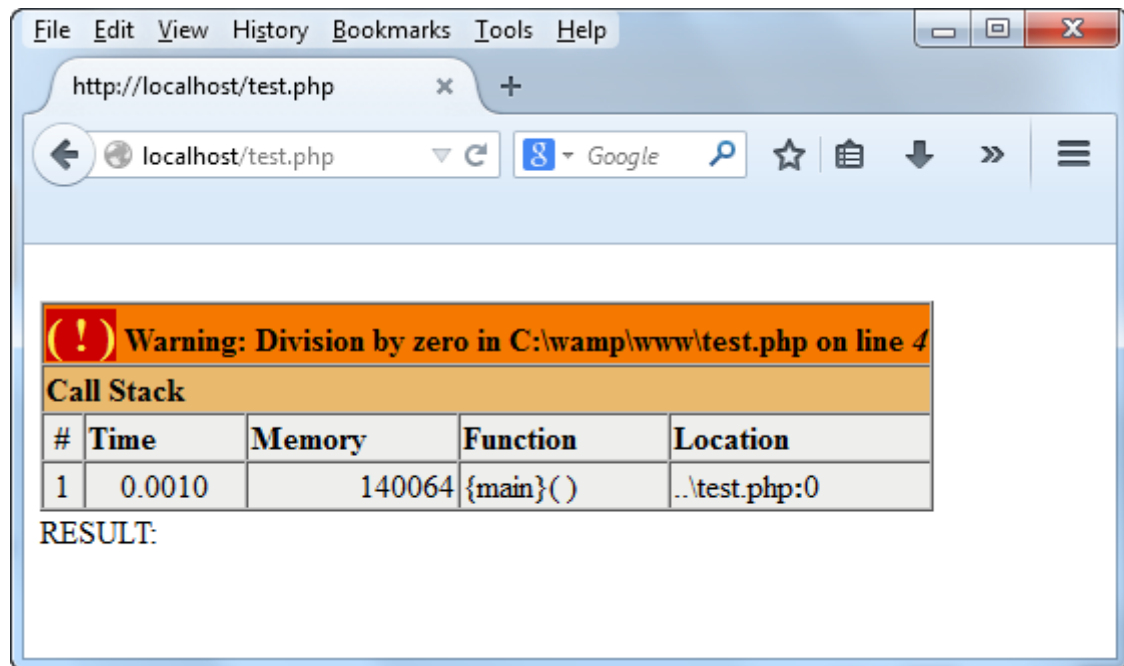 File Edit View History Bookmarks Tools Help
http://localhost/test.php
localhost/test.php 8 Google
( ! ) Warning: Division by zero in C:\wamp\www\test.php on line 4
Call Stack
# Time Memory Function Location
1 0.0010 140064 {main}( ) ..\test.php:0
RESULT: